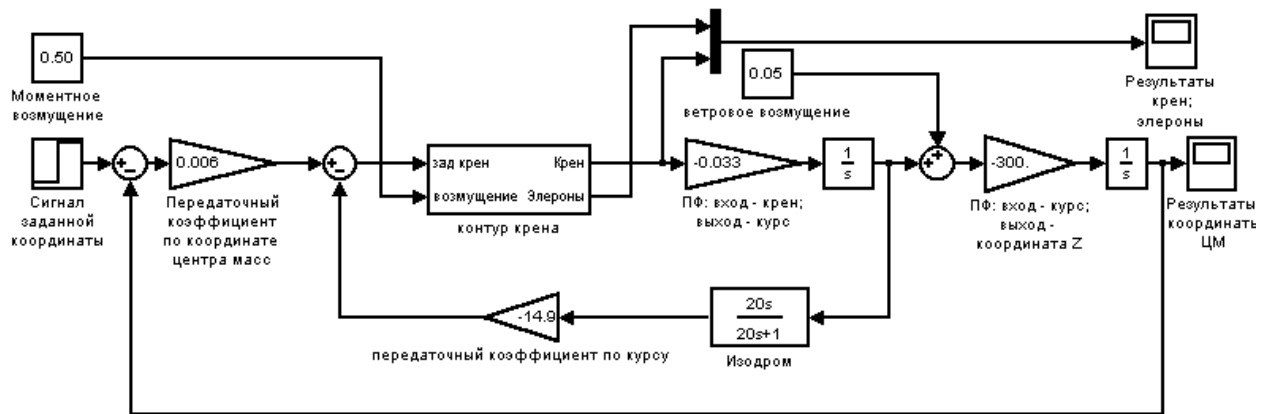 0.50
Моментное
возмущение
0.05
ветровое возмущение
Результаты
крен;
элероны
Сигнал
заданной
координаты
0.006
Передаточный
коэффициент
по координате
центра масс
зад крен
Крен
возмущение
Элероны
контур крена
-0.033
ПФ: вход - крен;
выход - курс
1
s
-300.
ПФ: вход - курс;
выход -
координата Z
1
s
Результаты
координать
ЦМ
-14.9
передаточный коэффициент по курсу
20s
20s+1
Изодром